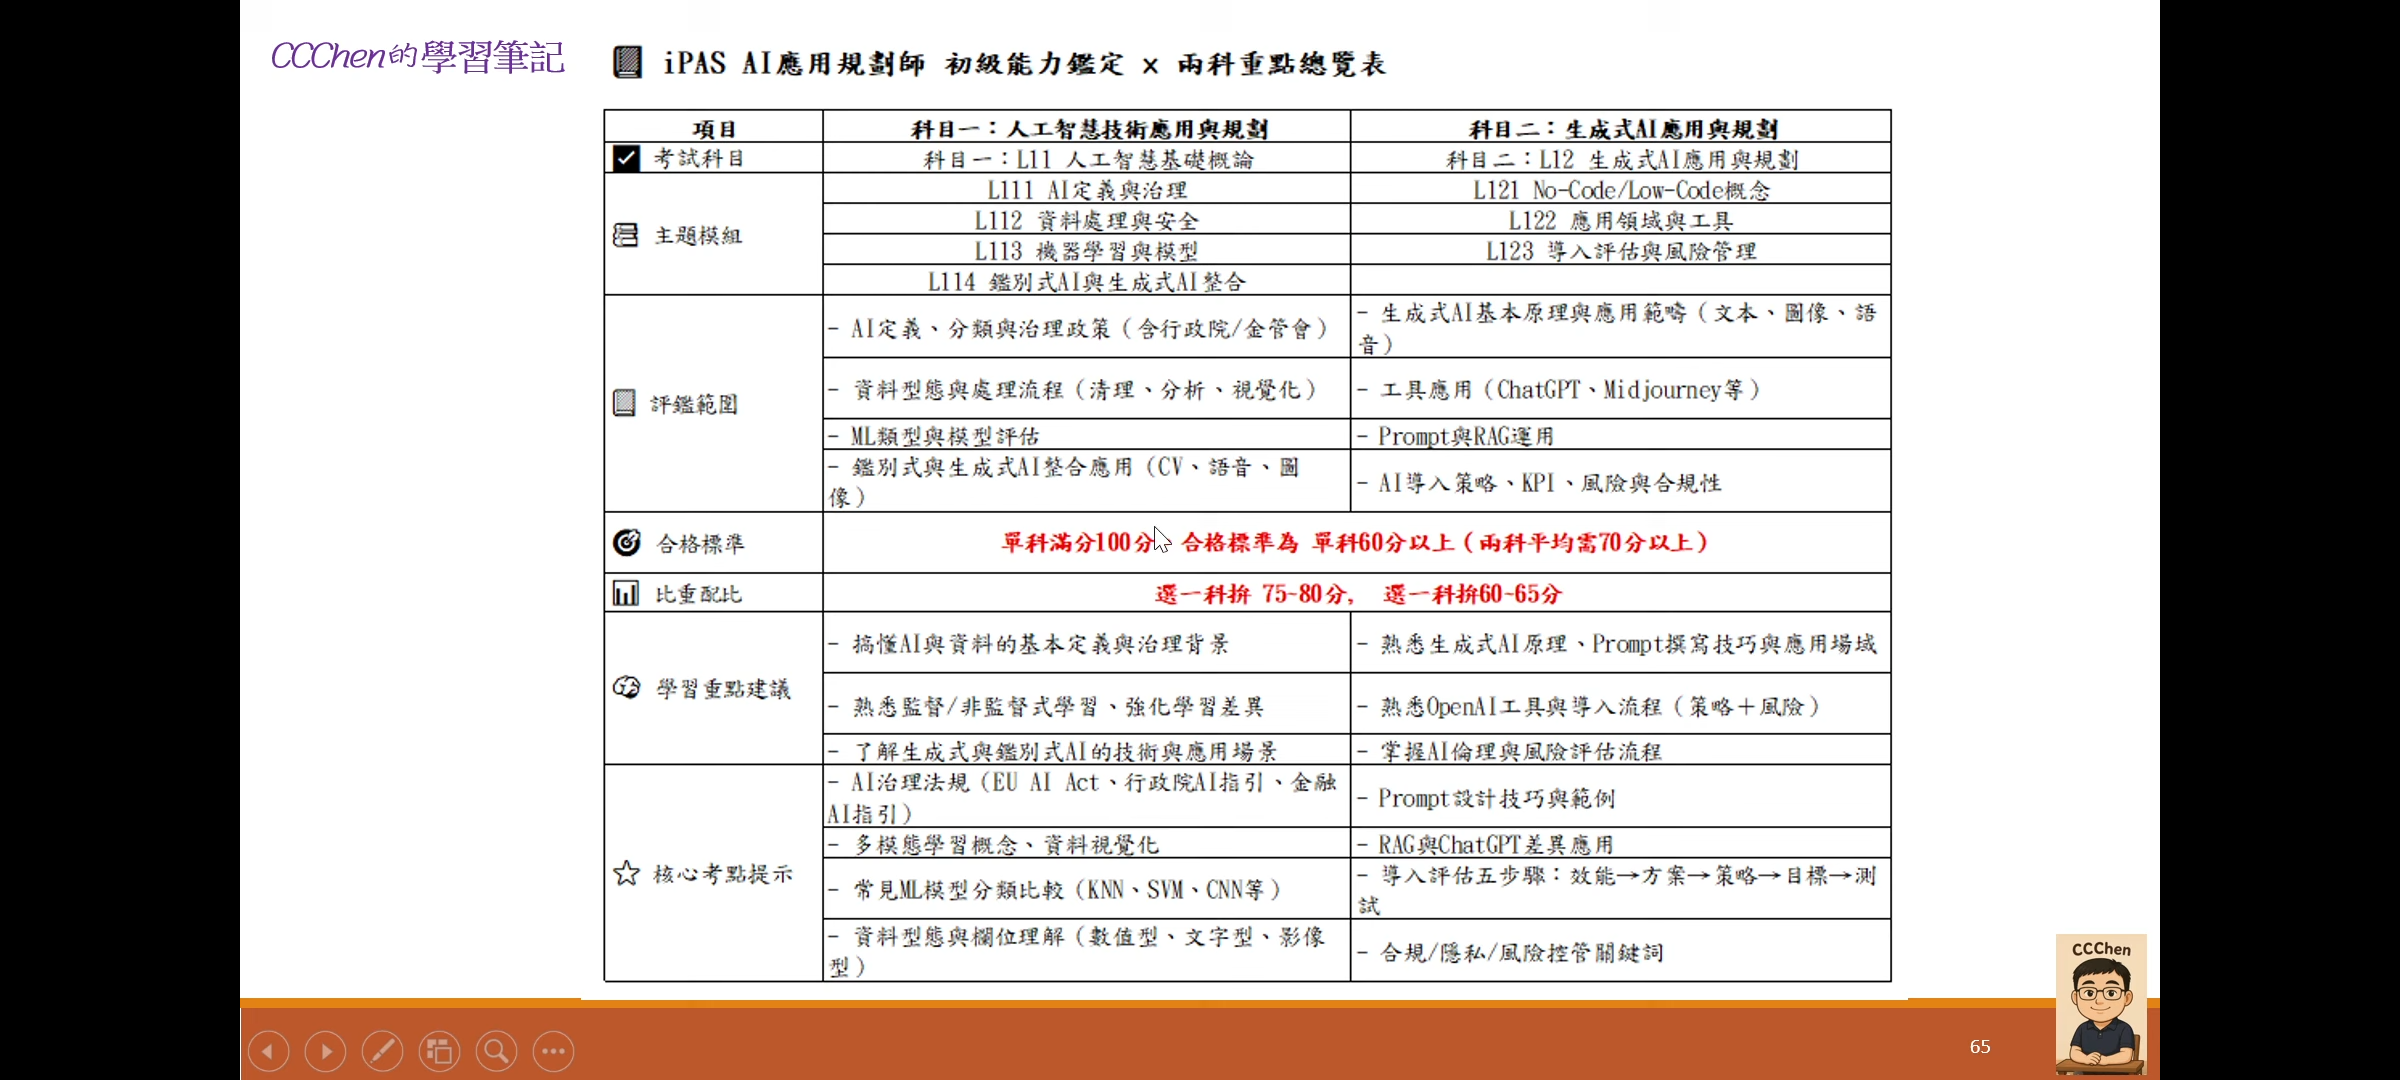 CCChen的學習筆記
iPAS AI應用規劃師 初級能力鑑定 x 兩科重點總覽表
項目
科目一：人工智慧技術應用與規劃
科目二：生成式AI應用與規劃
考試科目
科目一：L11 人工智慧基礎概論
科目二：L12 生成式AI應用與規劃
主題模組
L111 AI定義與治理
L121 No-Code/Low-Code概念
L112 資料處理與安全
L122 應用領域與工具
L113 機器學習與模型
L123 導入評估與風險管理
L114 鑑別式AI與生成式AI整合
評鑑範圍
- AI定義、分類與治理政策（含行政院/金管會）
- 生成式AI基本原理與應用範疇（文本、圖像、語
音）
- 資料型態與處理流程（清理、分析、視覺化）
- 工具應用（ChatGPT、Midjourney等）
- ML類型與模型評估
- Prompt與RAG運用
- 鑑別式與生成式AI整合應用（CV、語音、圖
像）
- AI導入策略、KPI、風險與合規性
合格標準
單科滿分100分 合格標準為 單科60分以上（兩科平均需70分以上）
比重配比
選一科拚 75~80分, 選一科拚60~65分
學習重點建議
- 搞懂AI與資料的基本定義與治理背景
- 熟悉生成式AI原理、Prompt撰寫技巧與應用場域
- 熟悉監督/非監督式學習、強化學習差異
- 熟悉OpenAI工具與導入流程（策略＋風險）
- 了解生成式與鑑別式AI的技術與應用場景
- 掌握AI倫理與風險評估流程
核心考點提示
- AI治理法規（EU AI Act、行政院AI指引、金融
AI指引）
- Prompt設計技巧與範例
- 多模態學習概念、資料視覺化
- RAG與ChatGPT差異應用
- 常見ML模型分類比較（KNN、SVM、CNN等）
- 導入評估五步驟：效能→方案→策略→目標→測
試
- 資料型態與欄位理解（數值型、文字型、影像
型）
- 合規/隱私/風險控管關鍵詞
CCChen
65